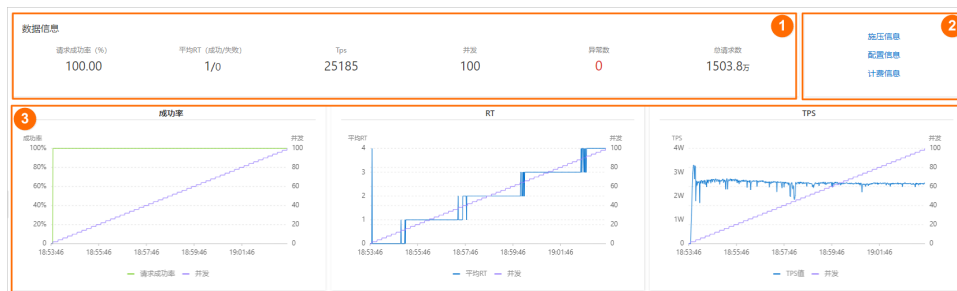 数据信息
1
2
请求成功率（%） 平均RT（成功/失败） Tps 并发 异常数 总请求数
100.00 1/0 25185 100 0 1503.8万
施压信息
配置信息
计费信息
3
成功率 RT TPS
成功率 并发 平均RT 并发 TPS 并发
100% 100 4 100 4W 100
80% 80 80 80
3 3W
60% 60 60 60
2 2W
40% 40 40 40
1 1W
20% 20 20 20
0 0 0 0 0 0
18:53:46 18:55:46 18:57:46 18:59:46 19:01:46 18:53:46 18:55:46 18:57:46 18:59:46 19:01:46 18:53:46 18:55:46 18:57:46 18:59:46 19:01:46
请求成功率 并发 平均RT 并发 TPS值 并发